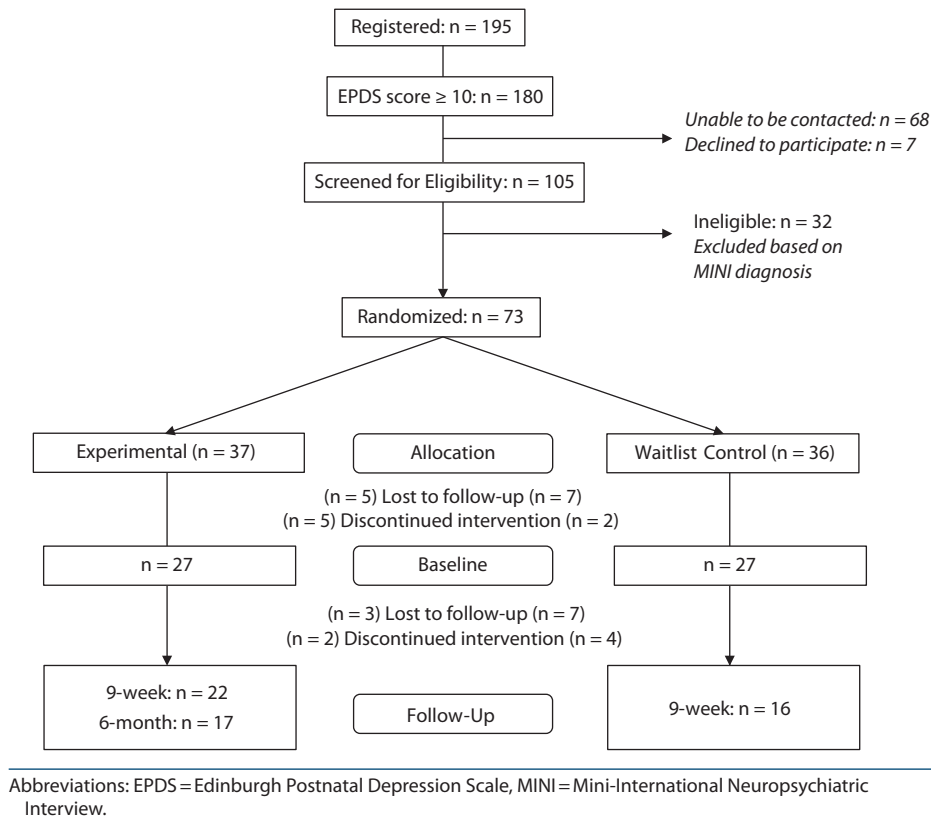 Registered: n = 195
EPDS score ≥ 10: n = 180
Unable to be contacted: n = 68
Declined to participate: n = 7
Screened for Eligibility: n = 105
Ineligible: n = 32
Excluded based on
MINI diagnosis
Randomized: n = 73
Experimental (n = 37)
Allocation
Waitlist Control (n = 36)
(n = 5) Lost to follow-up (n = 7)
(n = 5) Discontinued intervention (n = 2)
n = 27
Baseline
n = 27
(n = 3) Lost to follow-up (n = 7)
(n = 2) Discontinued intervention (n = 4)
9-week: n = 22
6-month: n = 17
Follow-Up
9-week: n = 16
Abbreviations: EPDS = Edinburgh Postnatal Depression Scale, MINI = Mini-International Neuropsychiatric
Interview.